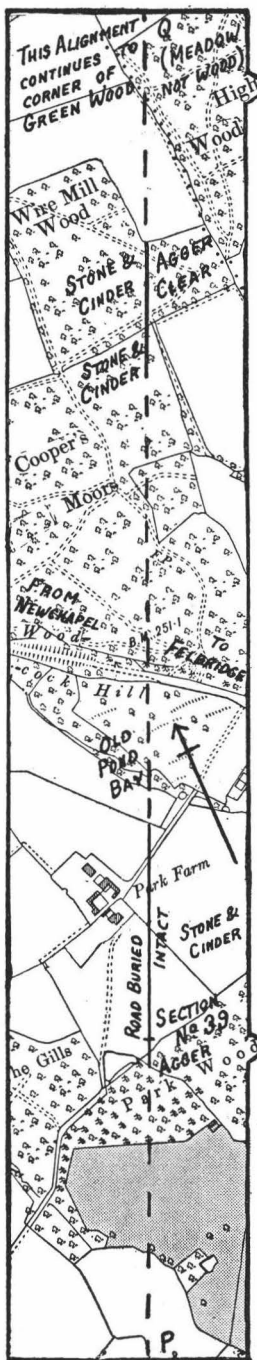 THIS ALIGNMENT
CONTINUES TO Q
CORNER OF
GREEN WOOD
(MEADOW
NOT WOOD)
High
Wood
Wire Mill
Wood
STONE &
CINDER
AGGER
CLEAR
STONE &
CINDER
Cooper's
Moors
F.P.
FROM
NEWCHAPEL
B.M. 251·1
TO
FELBRIDGE
Wood-
cock Hill
OLD
POND
BAY
Park Farm
ROAD BURIED
INTACT
STONE &
CINDER
SECTION
No 39
AGGER
The Gills
Park Wood
P